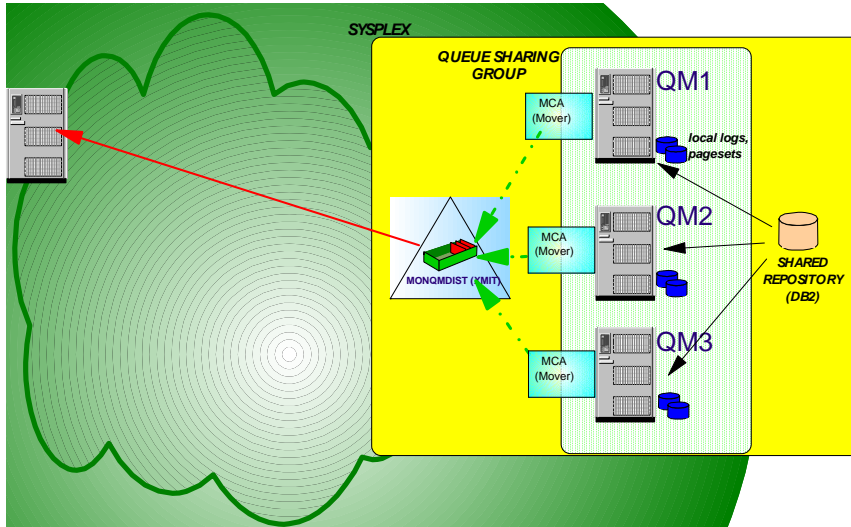 SYSPLEX
QUEUE SHARING
GROUP
QM1
MCA
(Mover)
local logs,
pagesets
QM2
MCA
(Mover)
SHARED
REPOSITORY
(DB2)
MONQMDIST (XMIT)
QM3
MCA
(Mover)